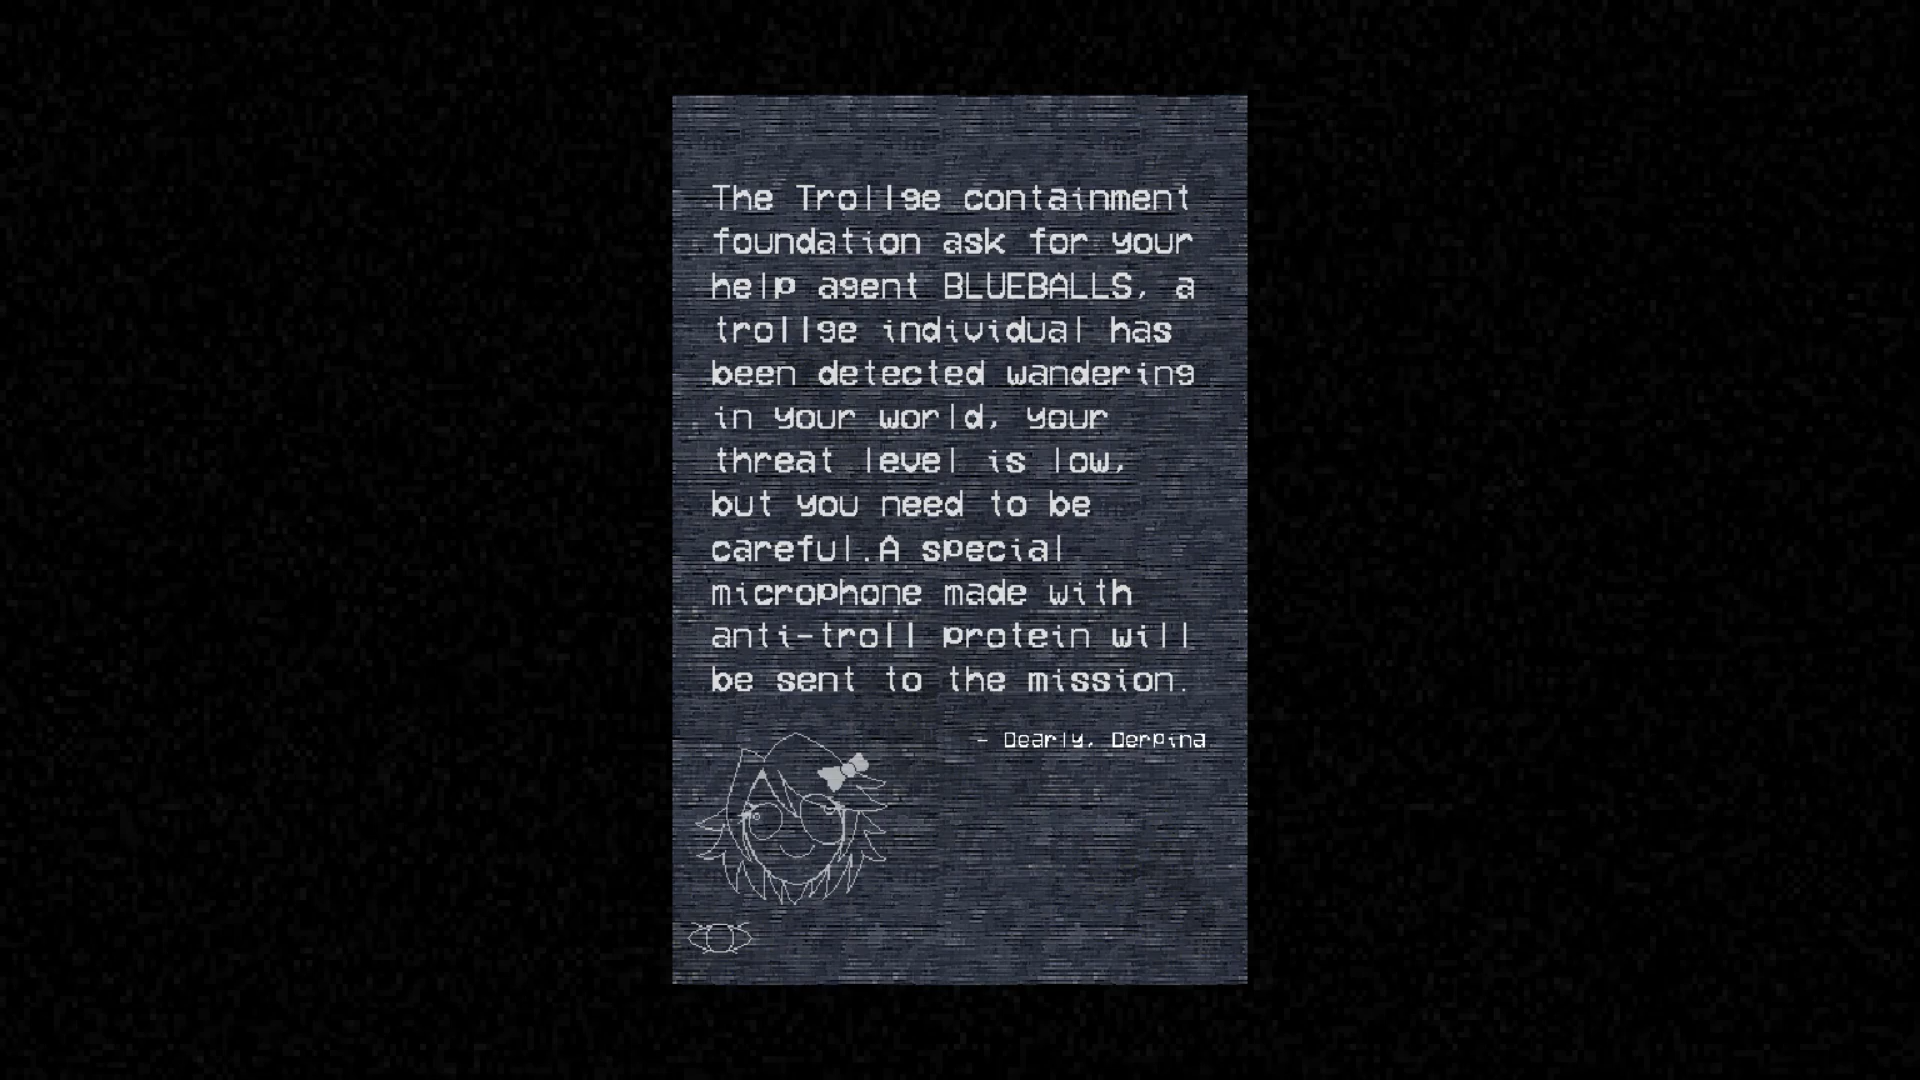 The Trollge containment
foundation ask for your
help agent BLUEBALLS, a
trollge individual has
been detected wandering
in your world, your
threat level is low,
but you need to be
careful.A special
microphone made with
anti-troll protein will
be sent to the mission.
- Dearly, Derpina